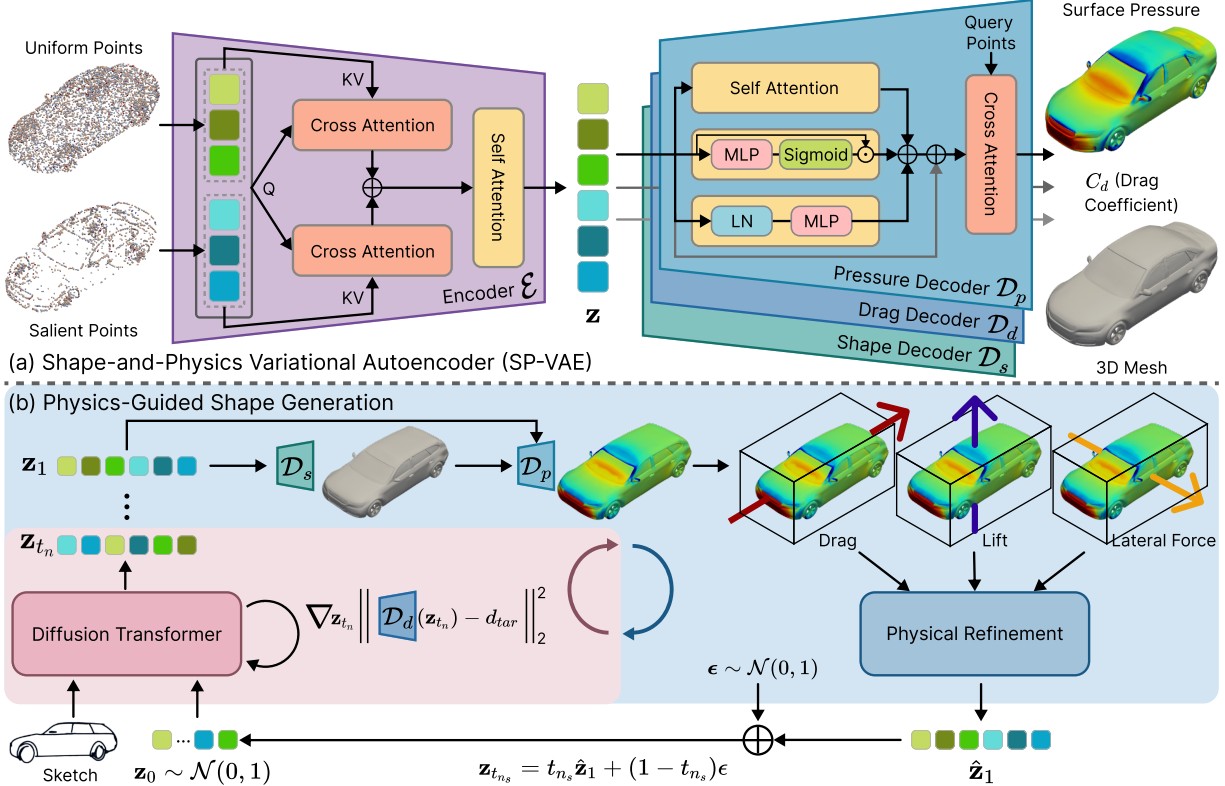 Uniform Points
Salient Points
KV
Q
KV
Cross Attention
Cross Attention
Self Attention
Encoder ℰ
z
Self Attention
MLP
Sigmoid
LN
MLP
Query
Points
Cross Attention
Pressure Decoder 𝒟_p
Drag Decoder 𝒟_d
Shape Decoder 𝒟_s
Surface Pressure
C_d (Drag
Coefficient)
3D Mesh
(a) Shape-and-Physics Variational Autoencoder (SP-VAE)
(b) Physics-Guided Shape Generation
z_1
𝒟_s
𝒟_p
Drag
Lift
Lateral Force
z_{t_n}
Diffusion Transformer
∇_{z_{t_n}} || 𝒟_d(z_{t_n}) − d_{tar} ||_2^2
Physical Refinement
ϵ ∼ 𝒩(0, 1)
Sketch
...
z_0 ∼ 𝒩(0, 1)
z_{t_{n_s}} = t_{n_s} ẑ_1 + (1 − t_{n_s})ϵ
ẑ_1